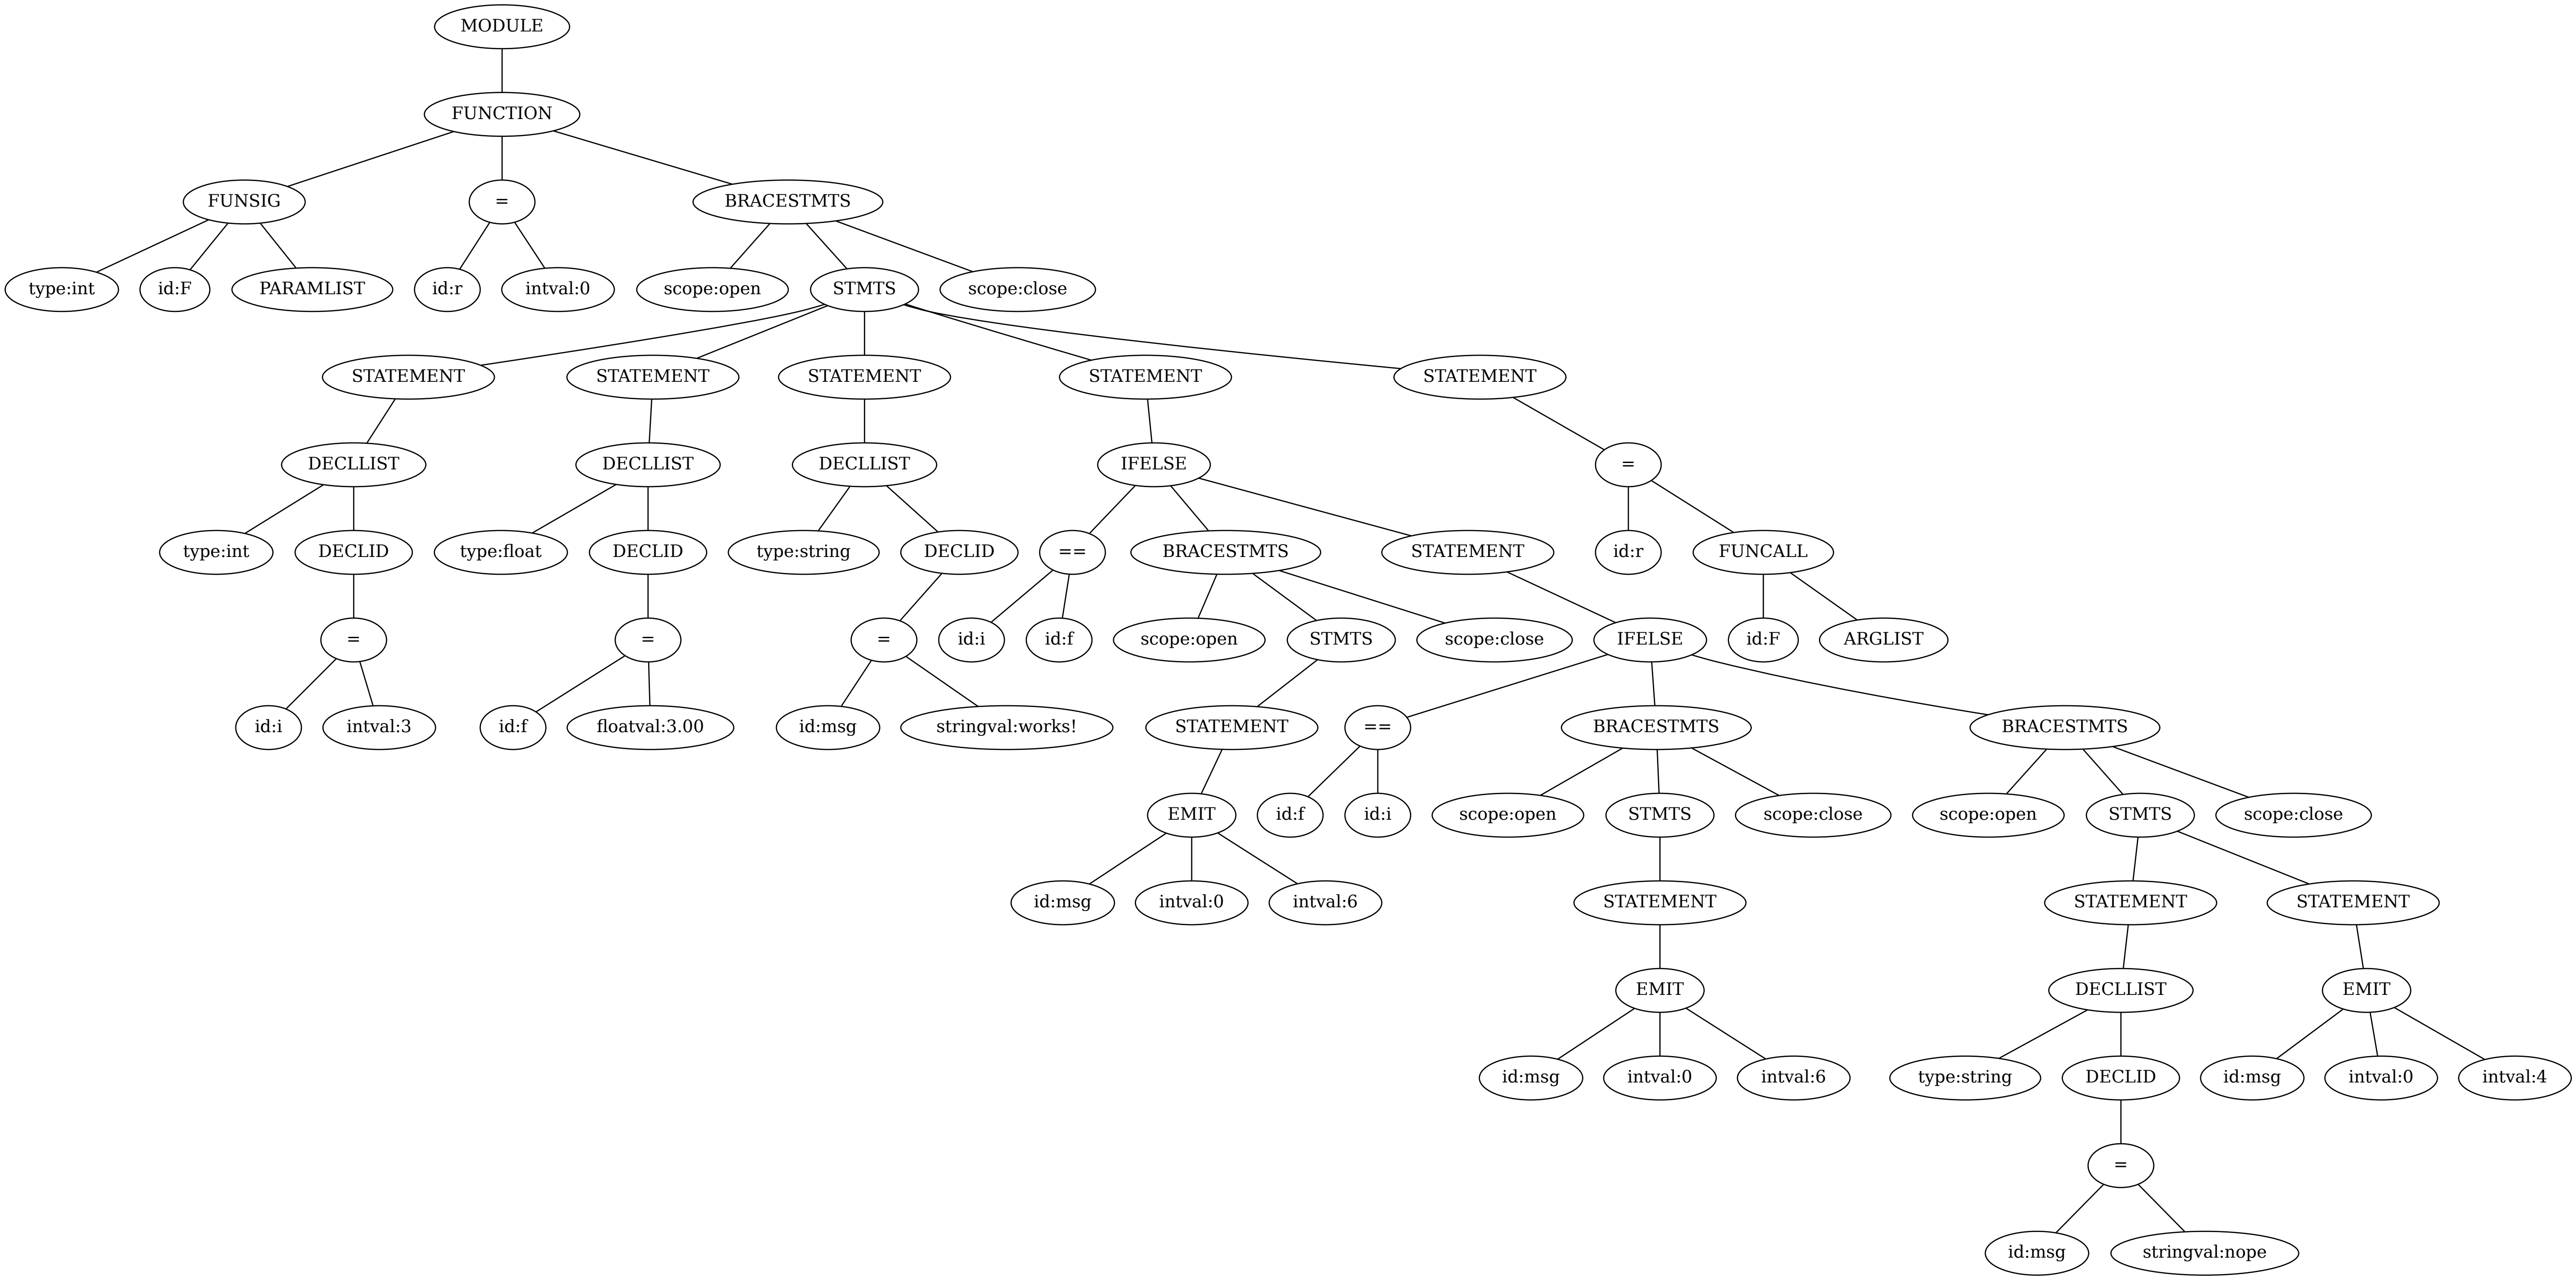 MODULE
FUNCTION
FUNSIG = BRACESTMTS
type:int id:F PARAMLIST id:r intval:0 scope:open STMTS scope:close
STATEMENT STATEMENT STATEMENT STATEMENT STATEMENT
DECLLIST DECLLIST DECLLIST IFELSE =
type:int DECLID type:float DECLID type:string DECLID == BRACESTMTS STATEMENT id:r FUNCALL
= = = id:i id:f scope:open STMTS scope:close IFELSE id:F ARGLIST
id:i intval:3 id:f floatval:3.00 id:msg stringval:works! STATEMENT == BRACESTMTS BRACESTMTS
EMIT id:f id:i scope:open STMTS scope:close scope:open STMTS scope:close
id:msg intval:0 intval:6 STATEMENT STATEMENT STATEMENT
EMIT DECLLIST EMIT
id:msg intval:0 intval:6 type:string DECLID id:msg intval:0 intval:4
=
id:msg stringval:nope